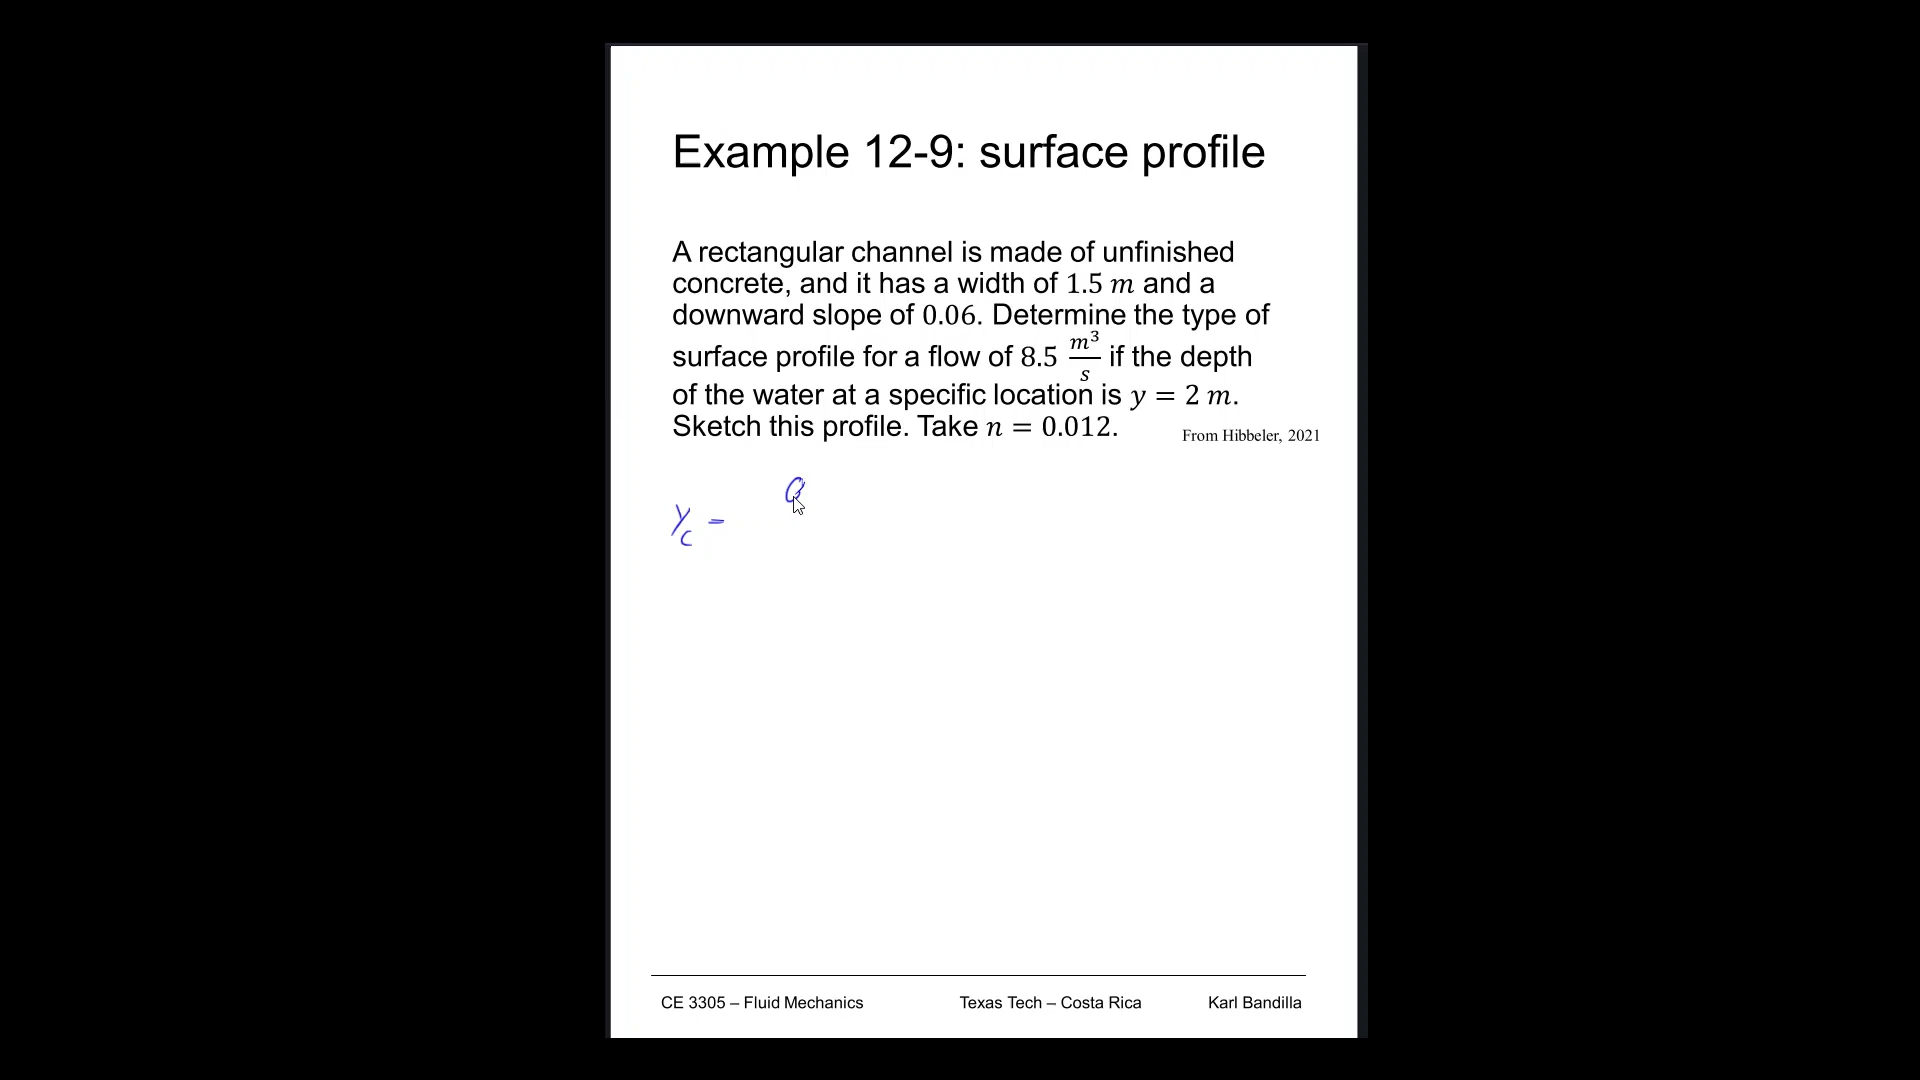 Example 12-9: surface profile
A rectangular channel is made of unfinished
concrete, and it has a width of 1.5 m and a
downward slope of 0.06. Determine the type of
surface profile for a flow of 8.5 m³/s if the depth
of the water at a specific location is y = 2 m.
Sketch this profile. Take n = 0.012.
From Hibbeler, 2021
y_c = Q
CE 3305 – Fluid Mechanics Texas Tech – Costa Rica Karl Bandilla